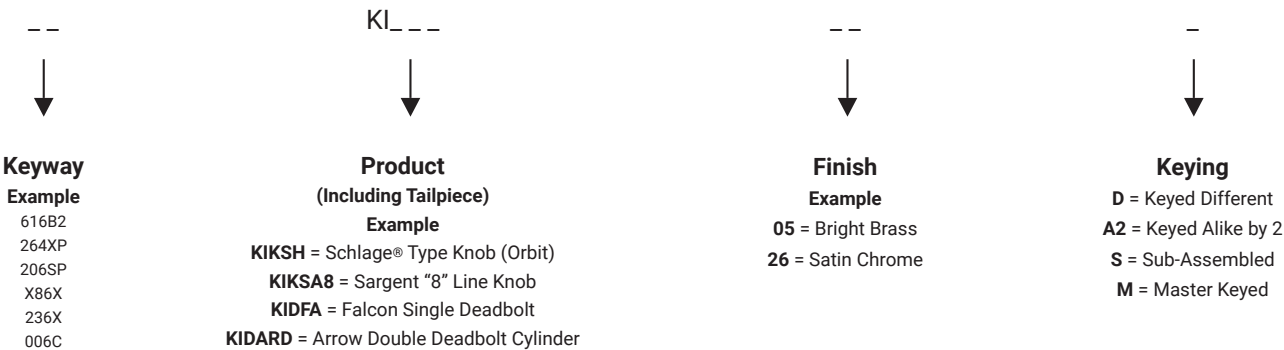 _ _
KI_ _ _
_ _
_
Keyway
Example
616B2
264XP
206SP
X86X
236X
006C
Product
(Including Tailpiece)
Example
KIKSH = Schlage® Type Knob (Orbit)
KIKSA8 = Sargent “8” Line Knob
KIDFA = Falcon Single Deadbolt
KIDARD = Arrow Double Deadbolt Cylinder
Finish
Example
05 = Bright Brass
26 = Satin Chrome
Keying
D = Keyed Different
A2 = Keyed Alike by 2
S = Sub-Assembled
M = Master Keyed